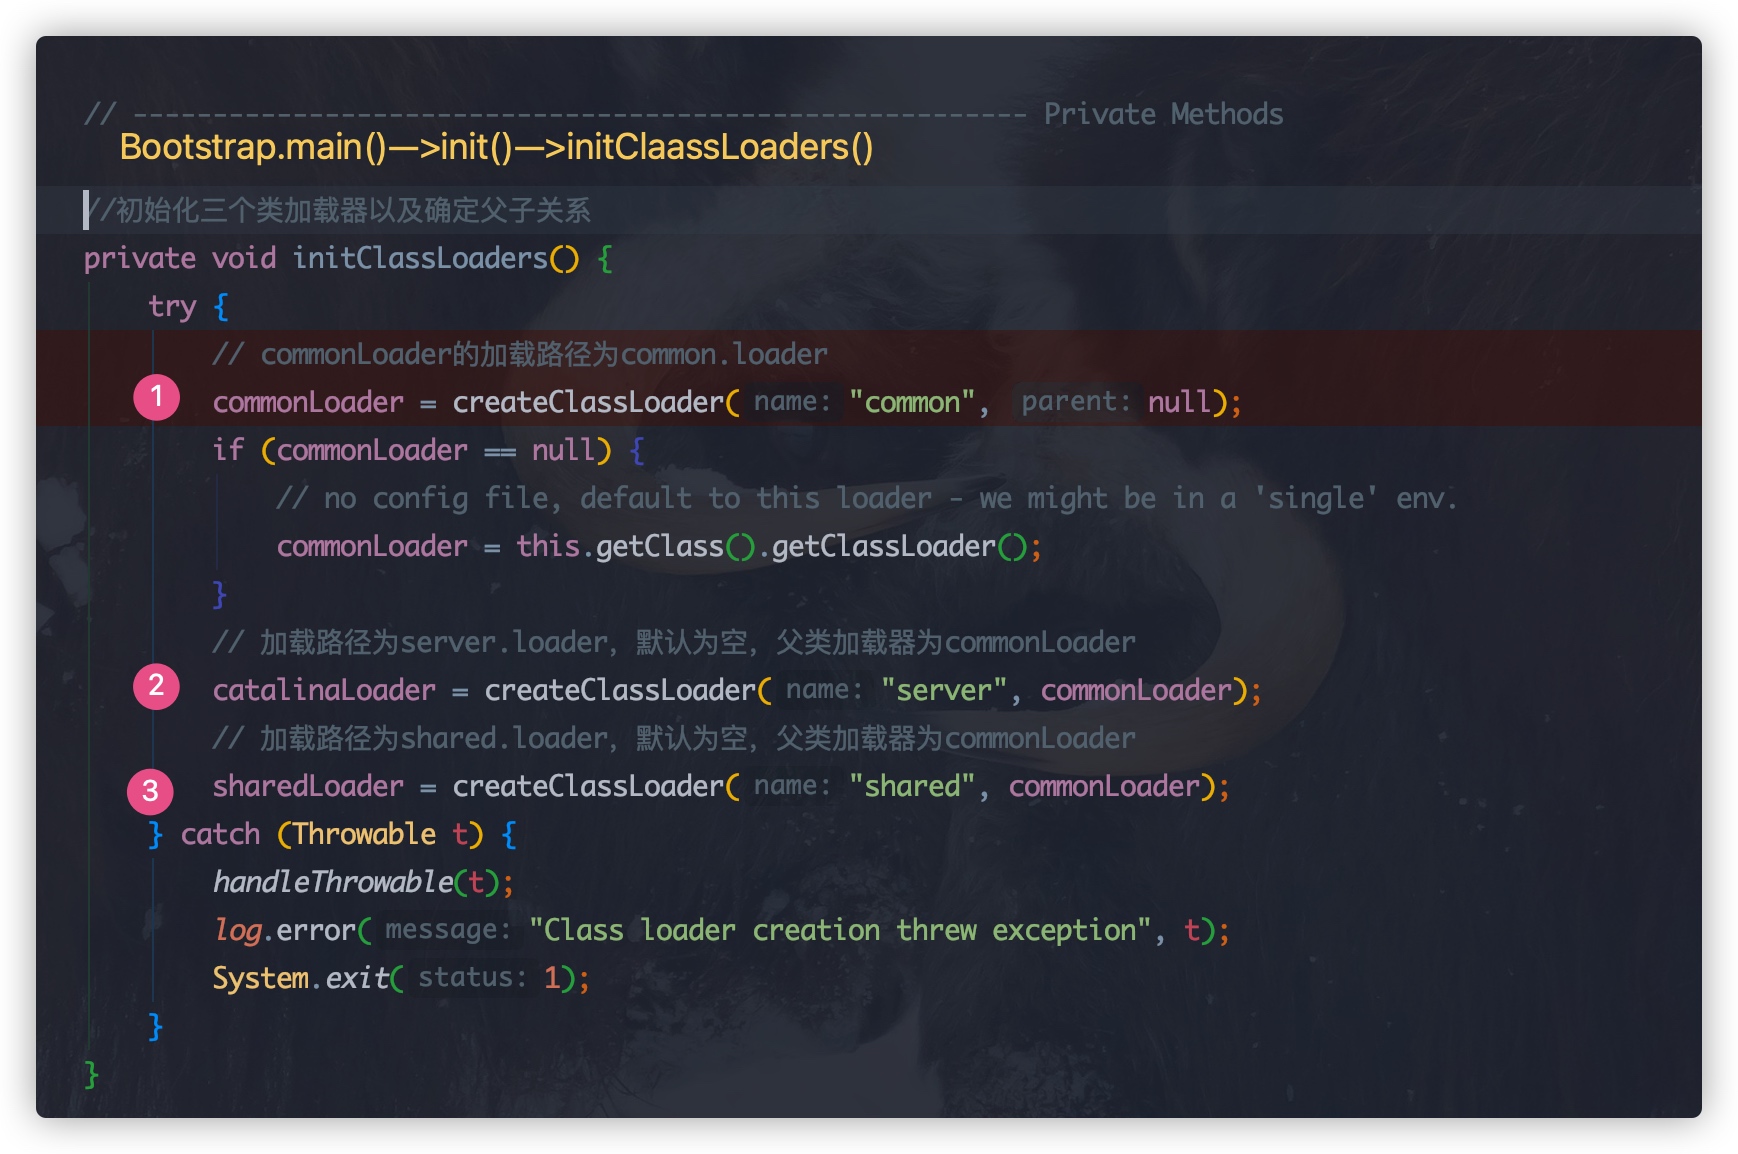 // -------------------------------------------------------- Private Methods
Bootstrap.main()—>init()—>initClaassLoaders()
//初始化三个类加载器以及确定父子关系
private void initClassLoaders() {
try {
// commonLoader的加载路径为common.loader
1 commonLoader = createClassLoader( name: "common", parent: null);
if (commonLoader == null) {
// no config file, default to this loader - we might be in a 'single' env.
commonLoader = this.getClass().getClassLoader();
}
// 加载路径为server.loader，默认为空，父类加载器为commonLoader
2 catalinaLoader = createClassLoader( name: "server", commonLoader);
// 加载路径为shared.loader，默认为空，父类加载器为commonLoader
3 sharedLoader = createClassLoader( name: "shared", commonLoader);
} catch (Throwable t) {
handleThrowable(t);
log.error( message: "Class loader creation threw exception", t);
System.exit( status: 1);
}
}